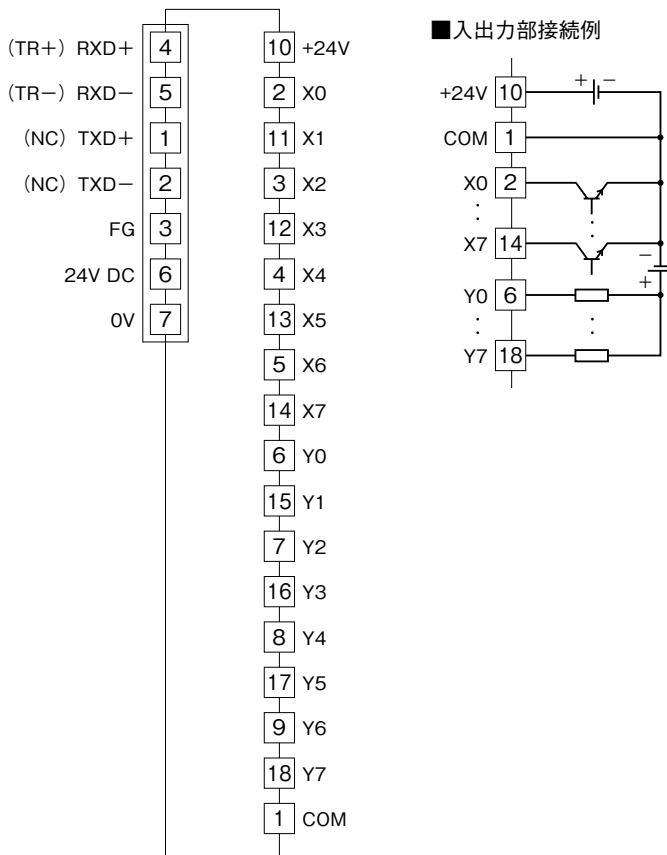 (TR+) RXD+ 4
(TR−) RXD− 5
(NC) TXD+ 1
(NC) TXD− 2
FG 3
24V DC 6
0V 7
10 +24V
2 X0
11 X1
3 X2
12 X3
4 X4
13 X5
5 X6
14 X7
6 Y0
15 Y1
7 Y2
16 Y3
8 Y4
17 Y5
9 Y6
18 Y7
1 COM
■入出力部接続例
+24V 10 + −
COM 1
X0 2
X7 14
−
+
Y0 6
Y7 18